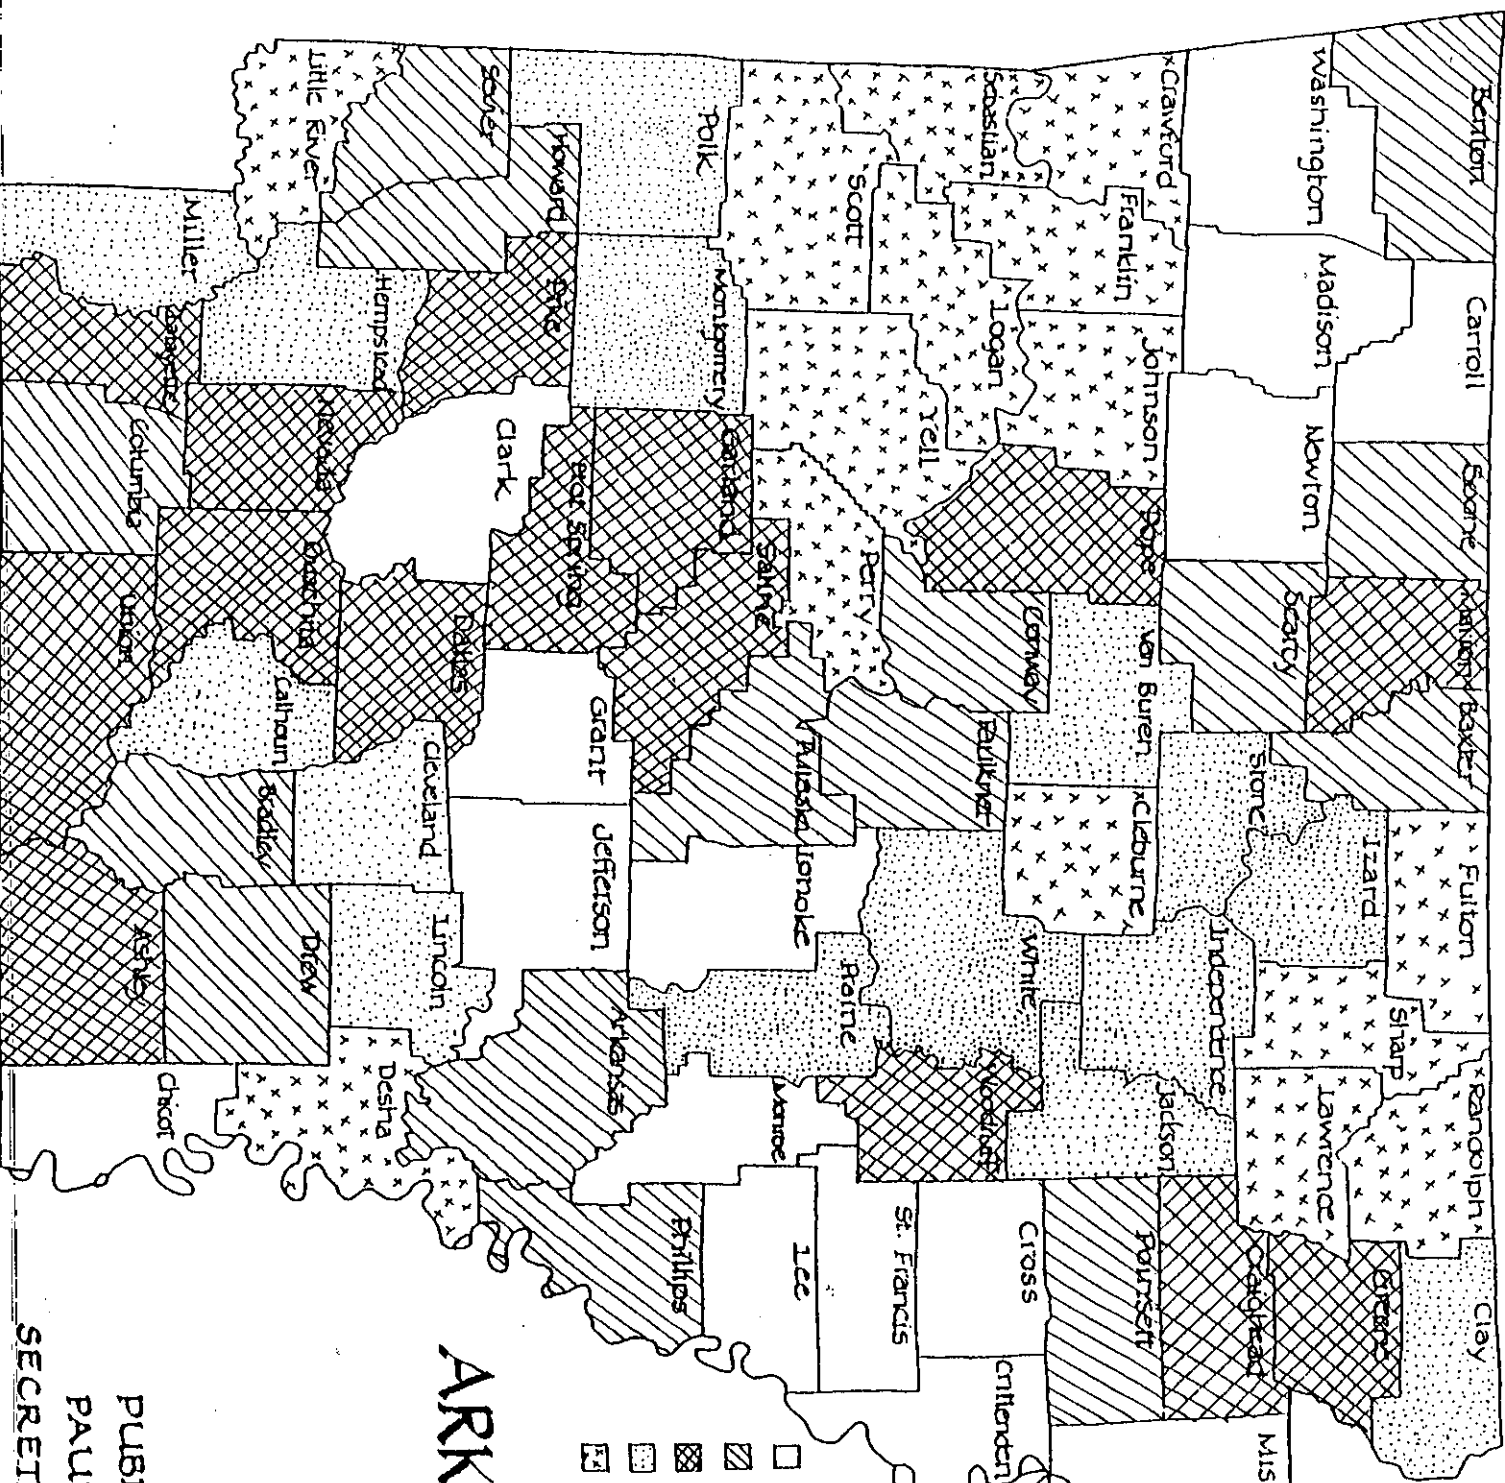 Benton
Carroll
Boone
Marion
Baxter
Fulton
Randolph
Clay
Washington
Madison
Newton
Searcy
Stone
Izard
Sharp
Lawrence
Greene
Craighead
Mis
Crawford
Franklin
Johnson
Pope
Van Buren
Cleburne
Independence
Jackson
Poinsett
Sebastian
Logan
Conway
Faulkner
White
Woodruff
Cross
Crittenden
Scott
Yell
Perry
Praire
St. Francis
Polk
Montgomery
Garland
Saline
Pulaski
Lonoke
Monroe
Lee
Howard
Pike
Hot Spring
Grant
Jefferson
Arkansas
Phillips
Sevier
Clark
Dallas
Cleveland
Lincoln
Desha
Little River
Hempstead
Nevada
Ouachita
Calhoun
Bradley
Drew
Chicot
Miller
Lafayette
Columbia
Union
Ashley
ARK
PUB
PAU
SECRET